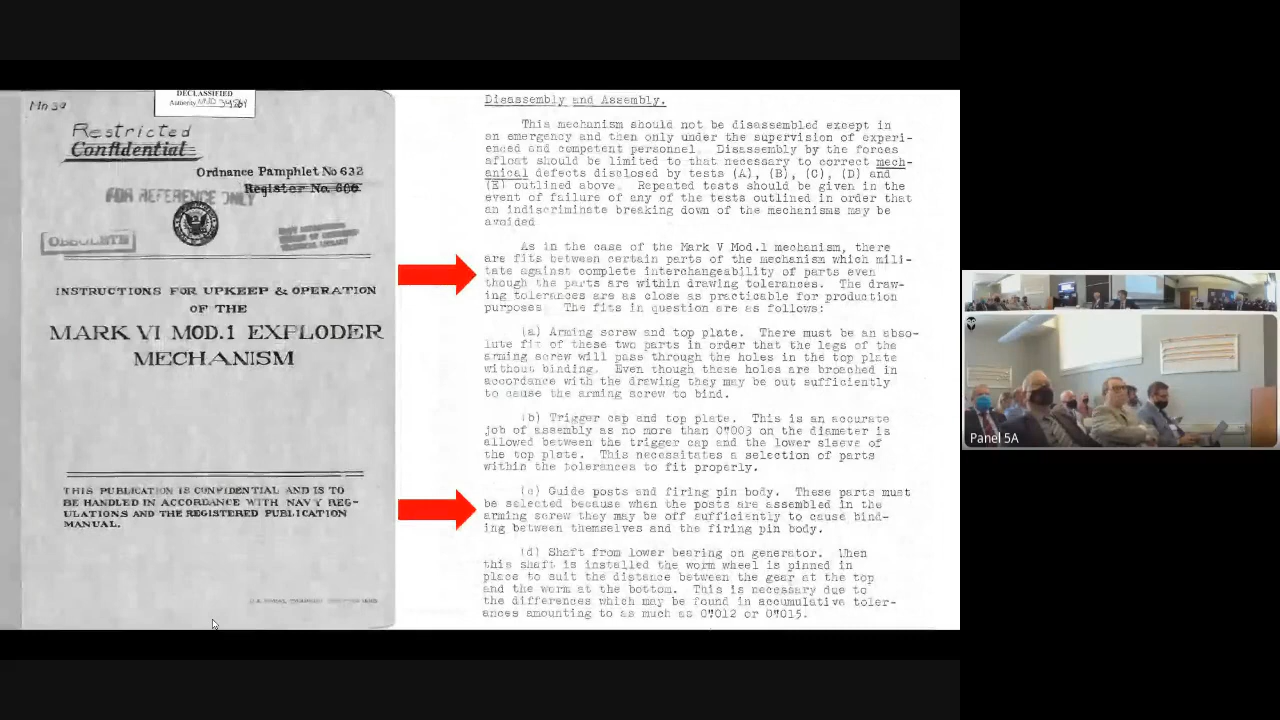 Mn 39
DECLASSIFIED
Authority NND
Restricted
Confidential
Ordnance Pamphlet No 632
Register No. 606
FOR REFERENCE ONLY
OBSOLETE
INSTRUCTIONS FOR UPKEEP & OPERATION
OF THE
MARK VI MOD.1 EXPLODER
MECHANISM
THIS PUBLICATION IS CONFIDENTIAL AND IS TO
BE HANDLED IN ACCORDANCE WITH NAVY REG-
ULATIONS AND THE REGISTERED PUBLICATION
MANUAL.
Disassembly and Assembly.
This mechanism should not be disassembled except in
an emergency and then only under the supervision of experi-
enced and competent personnel. Disassembly by the forces
afloat should be limited to that necessary to correct mech-
anical defects disclosed by tests (A), (B), (C), (D) and
(E) outlined above. Repeated tests should be given in the
event of failure of any of the tests outlined in order that
an indiscriminate breaking down of the mechanisms may be
avoided
As in the case of the Mark V Mod.1 mechanism, there
are fits between certain parts of the mechanism which mili-
tate against complete interchangeability of parts even
though the parts are within drawing tolerances. The draw-
ing tolerances are as close as practicable for production
purposes. The fits in question are as follows:
(a) Arming screw and top plate. There must be an abso-
lute fit of these two parts in order that the legs of the
arming screw will pass through the holes in the top plate
without binding. Even though these holes are broached in
accordance with the drawing they may be out sufficiently
to cause the arming screw to bind.
(b) Trigger cap and top plate. This is an accurate
job of assembly as no more than 0"003 on the diameter is
allowed between the trigger cap and the lower sleeve of
the top plate. This necessitates a selection of parts
within the tolerances to fit properly.
(c) Guide posts and firing pin body. These parts must
be selected because when the posts are assembled in the
arming screw they may be off sufficiently to cause bind-
ing between themselves and the firing pin body.
(d) Shaft from lower bearing on generator. When
this shaft is installed the worm wheel is pinned in
place to suit the distance between the gear at the top
and the worm at the bottom. This is necessary due to
the differences which may be found in accumulative toler-
ances amounting to as much as 0"012 or 0"015.
Panel 5A